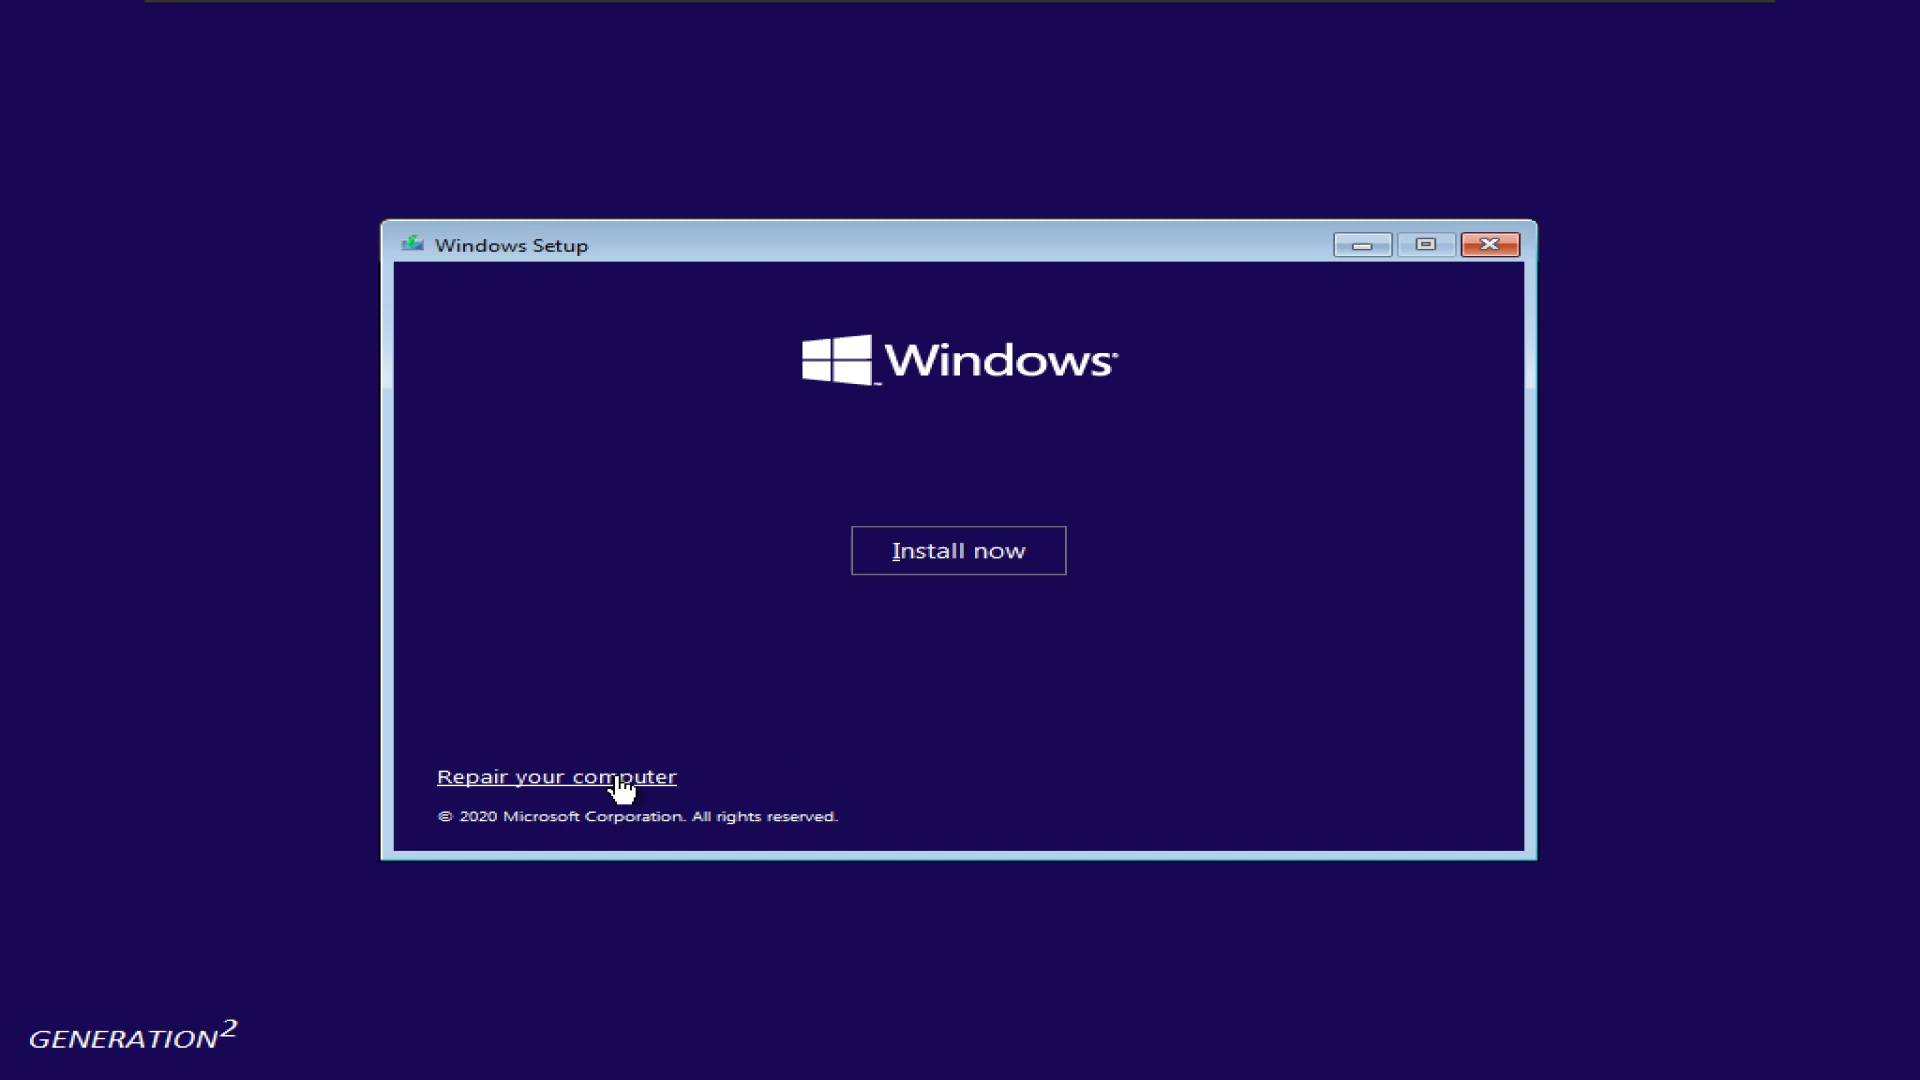 Windows Setup
Windows
Install now
Repair your computer
© 2020 Microsoft Corporation. All rights reserved.
GENERATION²